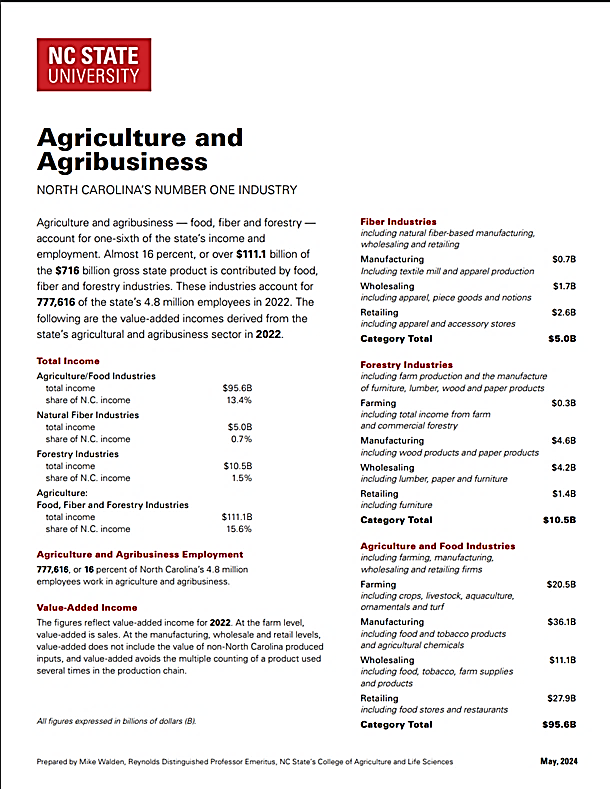 NC STATE
UNIVERSITY
Agriculture and
Agribusiness
NORTH CAROLINA'S NUMBER ONE INDUSTRY
Agriculture and agribusiness — food, fiber and forestry —
account for one-sixth of the state's income and
employment. Almost 16 percent, or over $111.1 billion of
the $716 billion gross state product is contributed by food,
fiber and forestry industries. These industries account for
777,616 of the state's 4.8 million employees in 2022. The
following are the value-added incomes derived from the
state's agricultural and agribusiness sector in 2022.
Total Income
Agriculture/Food Industries
total income $95.6B
share of N.C. income 13.4%
Natural Fiber Industries
total income $5.0B
share of N.C. income 0.7%
Forestry Industries
total income $10.5B
share of N.C. income 1.5%
Agriculture:
Food, Fiber and Forestry Industries
total income $111.1B
share of N.C. income 15.6%
Agriculture and Agribusiness Employment
777,616, or 16 percent of North Carolina's 4.8 million
employees work in agriculture and agribusiness.
Value-Added Income
The figures reflect value-added income for 2022. At the farm level,
value-added is sales. At the manufacturing, wholesale and retail levels,
value-added does not include the value of non-North Carolina produced
inputs, and value-added avoids the multiple counting of a product used
several times in the production chain.
All figures expressed in billions of dollars (B).
Fiber Industries
including natural fiber-based manufacturing,
wholesaling and retailing
Manufacturing $0.7B
Including textile mill and apparel production
Wholesaling $1.7B
including apparel, piece goods and notions
Retailing $2.6B
including apparel and accessory stores
Category Total $5.0B
Forestry Industries
including farm production and the manufacture
of furniture, lumber, wood and paper products
Farming $0.3B
including total income from farm
and commercial forestry
Manufacturing $4.6B
including wood products and paper products
Wholesaling $4.2B
including lumber, paper and furniture
Retailing $1.4B
including furniture
Category Total $10.5B
Agriculture and Food Industries
including farming, manufacturing,
wholesaling and retailing firms
Farming $20.5B
including crops, livestock, aquaculture,
ornamentals and turf
Manufacturing $36.1B
including food and tobacco products
and agricultural chemicals
Wholesaling $11.1B
including food, tobacco, farm supplies
and products
Retailing $27.9B
including food stores and restaurants
Category Total $95.6B
Prepared by Mike Walden, Reynolds Distinguished Professor Emeritus, NC State's College of Agriculture and Life Sciences
May, 2024